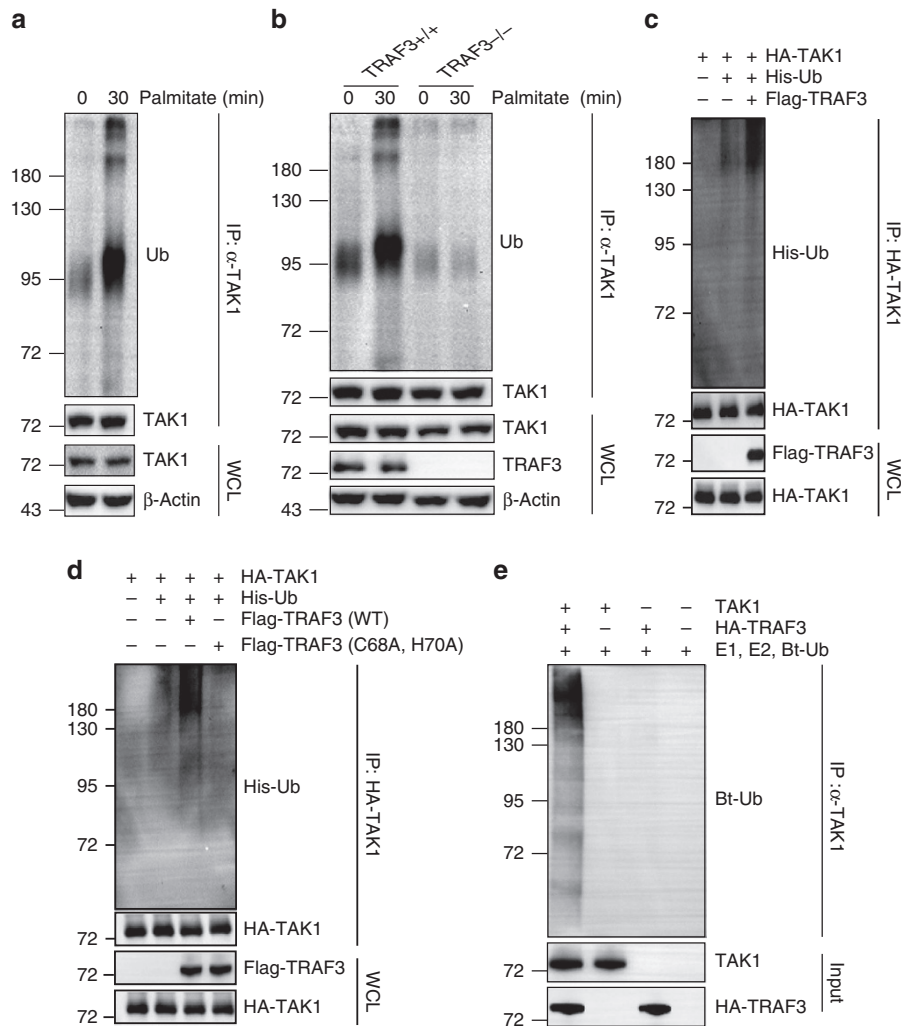 a
0 30 Palmitate (min)
180
130
95
72
Ub
IP: α-TAK1
72 TAK1
72 TAK1
43 β-Actin
WCL
b
TRAF3+/+ TRAF3–/–
0 30 0 30 Palmitate (min)
180
130
95
72
Ub
IP: α-TAK1
72 TAK1
72 TAK1
72 TRAF3
43 β-Actin
WCL
c
+ + + HA-TAK1
– + + His-Ub
– – + Flag-TRAF3
180
130
95
72
His-Ub
IP: HA-TAK1
72 HA-TAK1
72 Flag-TRAF3
72 HA-TAK1
WCL
d
+ + + + HA-TAK1
– + + + His-Ub
– – + – Flag-TRAF3 (WT)
– – – + Flag-TRAF3 (C68A, H70A)
180
130
95
72
His-Ub
IP: HA-TAK1
72 HA-TAK1
72 Flag-TRAF3
72 HA-TAK1
WCL
e
+ + – – TAK1
+ – + – HA-TRAF3
+ + + + E1, E2, Bt-Ub
180
130
95
72
Bt-Ub
IP :α-TAK1
72 TAK1
72 HA-TRAF3
Input